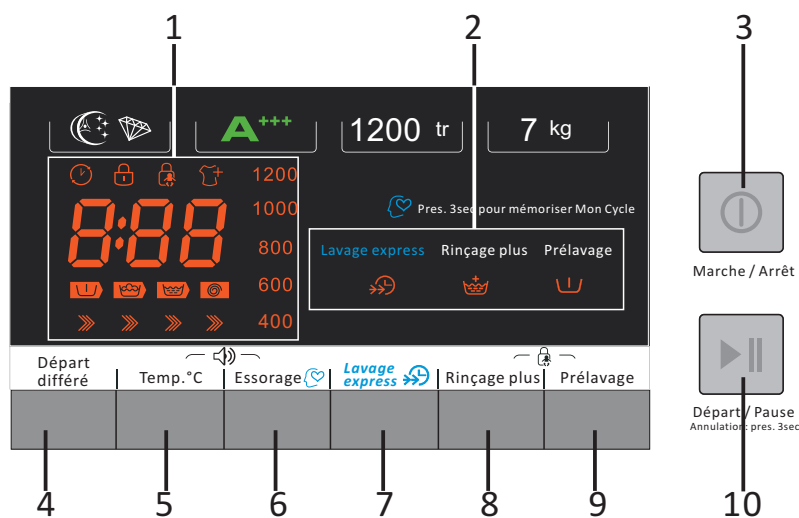 1 2 3
A+++ 1200 tr 7 kg
1200
1000
8:88
800
600
400
Pres. 3sec pour mémoriser Mon Cycle
Lavage express Rinçage plus Prélavage
Marche / Arrêt
Départ différé
Temp.°C
Essorage
Lavage express
Rinçage plus
Prélavage
Départ / Pause
Annulation: pres. 3sec
4 5 6 7 8 9 10